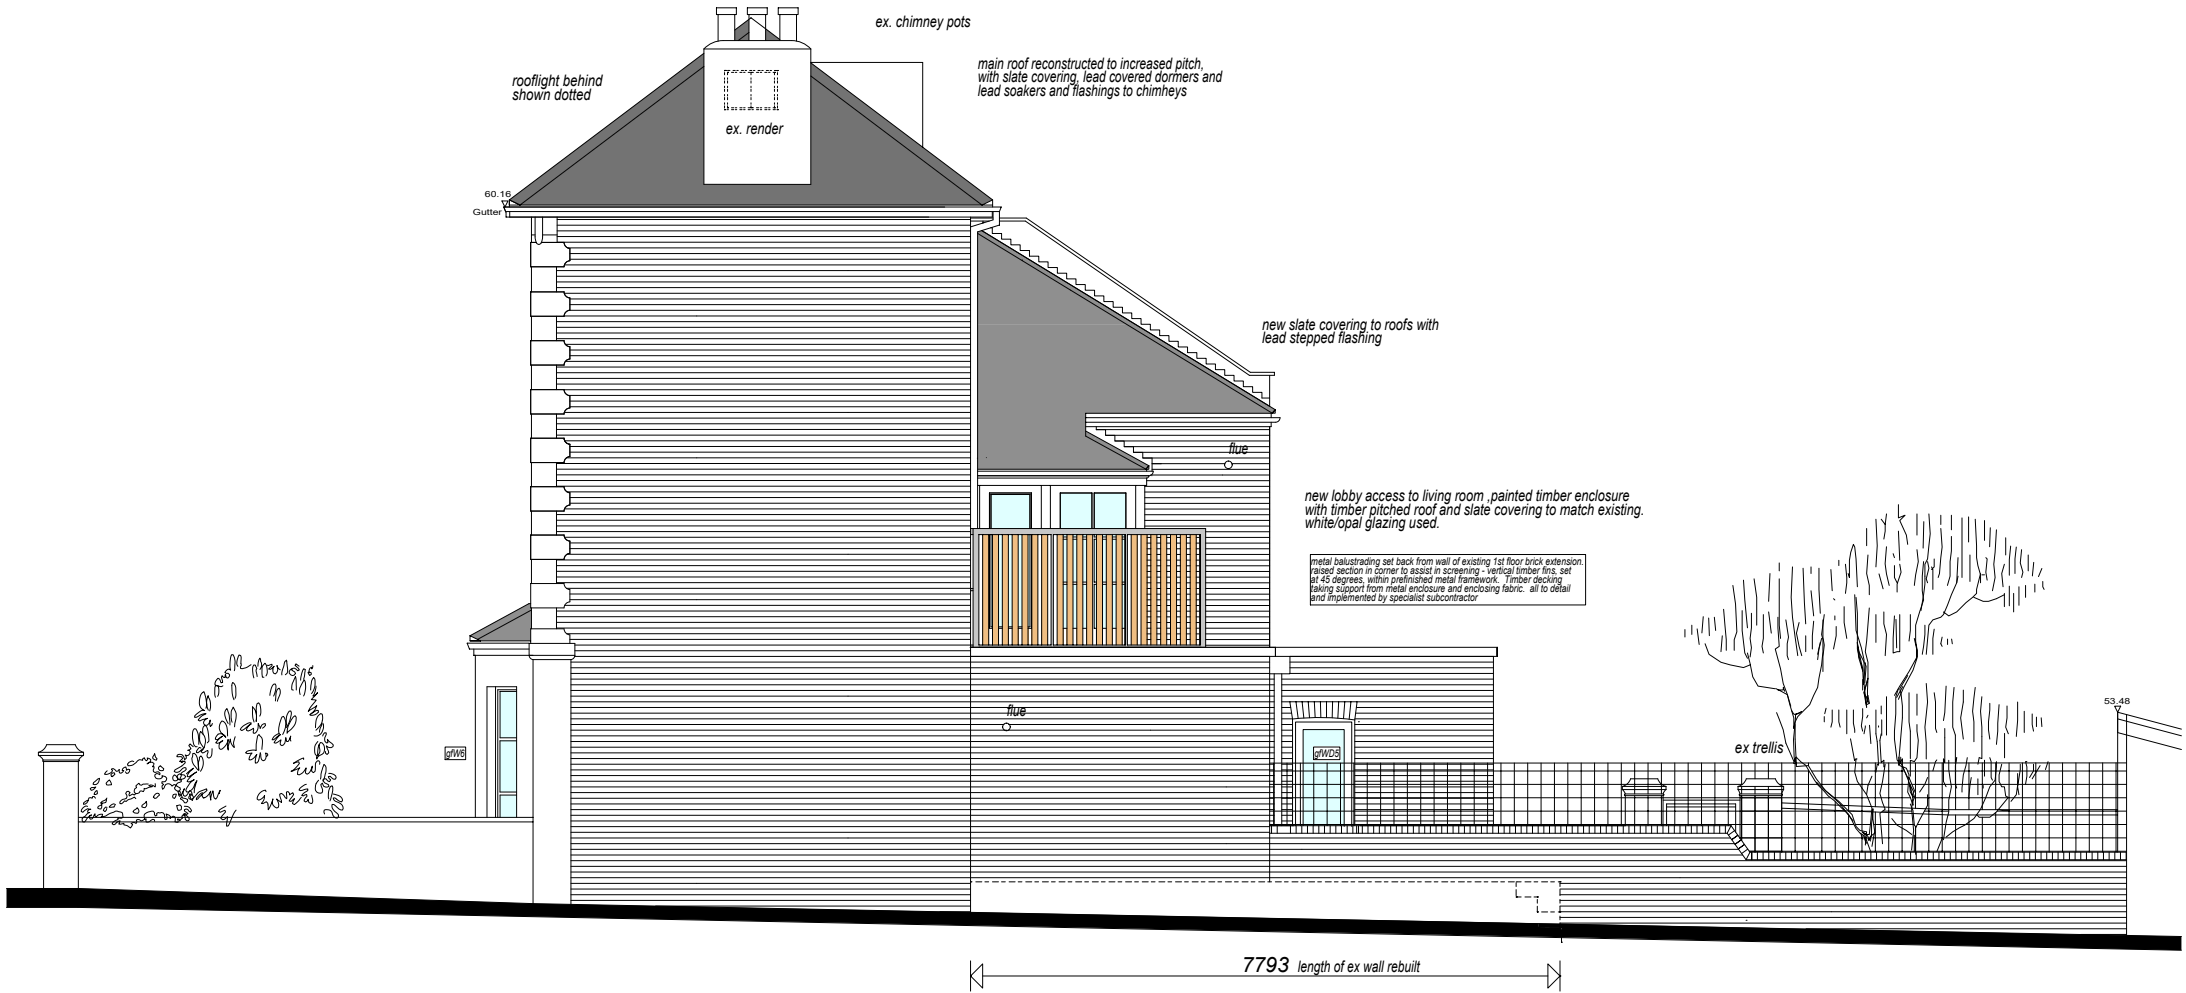 ex. chimney pots
main roof reconstructed to increased pitch,
with slate covering, lead covered dormers and
lead soakers and flashings to chimheys
rooflight behind
shown dotted
ex. render
60.16
Gutter
new slate covering to roofs with
lead stepped flashing
flue
new lobby access to living room ,painted timber enclosure
with timber pitched roof and slate covering to match existing.
white/opal glazing used.
metal balustrading set back from wall of existing 1st floor brick extension.
raised section in corner to assist in screening - vertical timber fins, set
at 45 degrees, within prefinished metal framework. Timber decking
taking support from metal enclosure and enclosing fabric. all to detail
and implemented by specialist subcontractor
53.48
flue
gfW6
gfWD5
ex trellis
7793 length of ex wall rebuilt